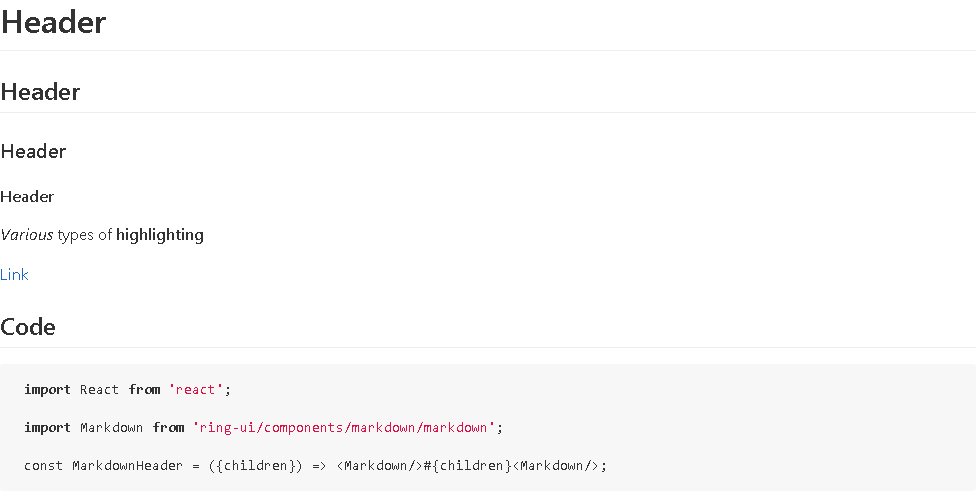 Header
Header
Header
Header
Various types of highlighting
Link
Code
import React from 'react';
import Markdown from 'ring-ui/components/markdown/markdown';
const MarkdownHeader = ({children}) => <Markdown/>#{children}<Markdown/>;